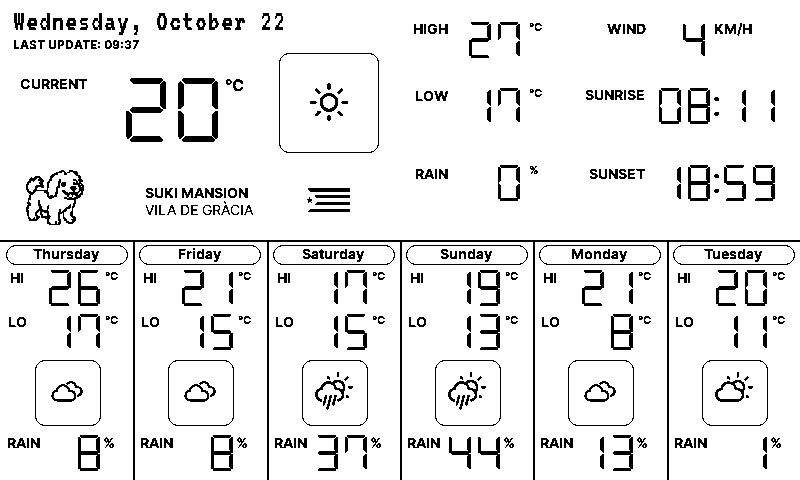 Wednesday, October 22
LAST UPDATE: 09:37
CURRENT 20 °C
SUKI MANSION
VILA DE GRÀCIA
HIGH 27 °C
LOW 17 °C
RAIN 0 %
WIND 4 KM/H
SUNRISE 08:11
SUNSET 18:59
Thursday
HI 26 °C
LO 17 °C
RAIN 8 %
Friday
HI 21 °C
LO 15 °C
RAIN 8 %
Saturday
HI 17 °C
LO 15 °C
RAIN 37 %
Sunday
HI 19 °C
LO 13 °C
RAIN 44 %
Monday
HI 21 °C
LO 8 °C
RAIN 13 %
Tuesday
HI 20 °C
LO 11 °C
RAIN 1 %